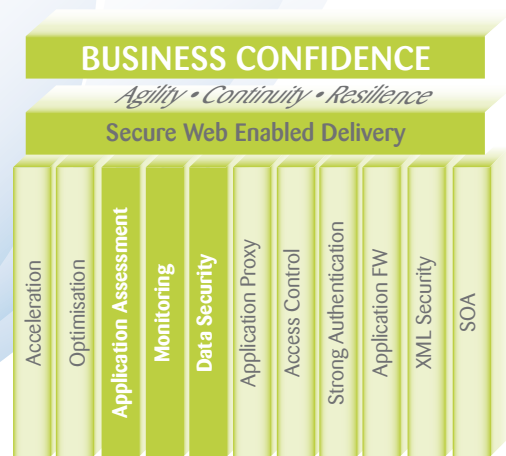 BUSINESS CONFIDENCE
Agility • Continuity • Resilience
Secure Web Enabled Delivery
Acceleration
Optimisation
Application Assessment
Monitoring
Data Security
Application Proxy
Access Control
Strong Authentication
Application FW
XML Security
SOA